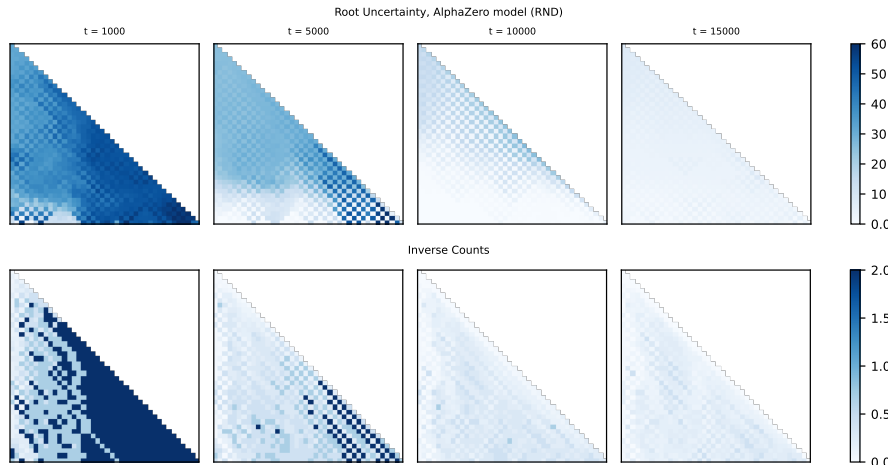 Root Uncertainty, AlphaZero model (RND)
t = 1000
t = 5000
t = 10000
t = 15000
60
50
40
30
20
10
0.0
Inverse Counts
2.0
1.5
1.0
0.5
0.0